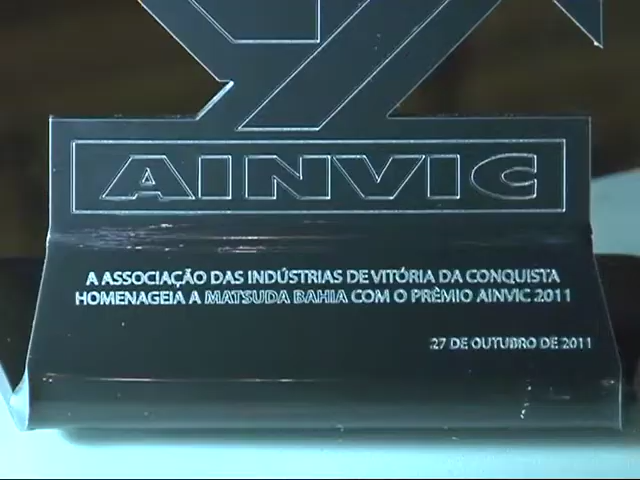 AINVIC
A ASSOCIAÇÃO DAS INDÚSTRIAS DE VITÓRIA DA CONQUISTA
HOMENAGEIA A MATSUDA BAHIA COM O PRÊMIO AINVIC 2011
27 DE OUTUBRO DE 2011